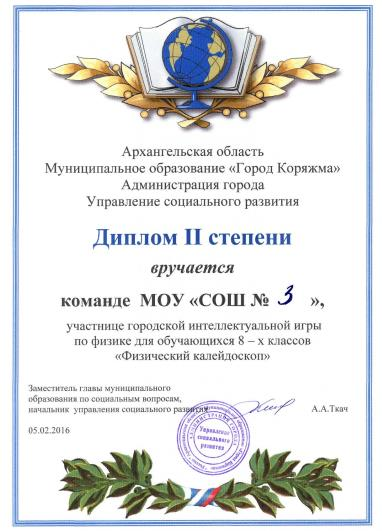 Архангельская область
Муниципальное образование «Город Коряжма»
Администрация города
Управление социального развития
Диплом II степени
вручается
команде МОУ «СОШ № 3 »,
участнице городской интеллектуальной игры
по физике для обучающихся 8 – х классов
«Физический калейдоскоп»
Заместитель главы муниципального
образования по социальным вопросам,
начальник управления социального развития
А.А.Ткач
Управление
социального
развития
05.02.2016